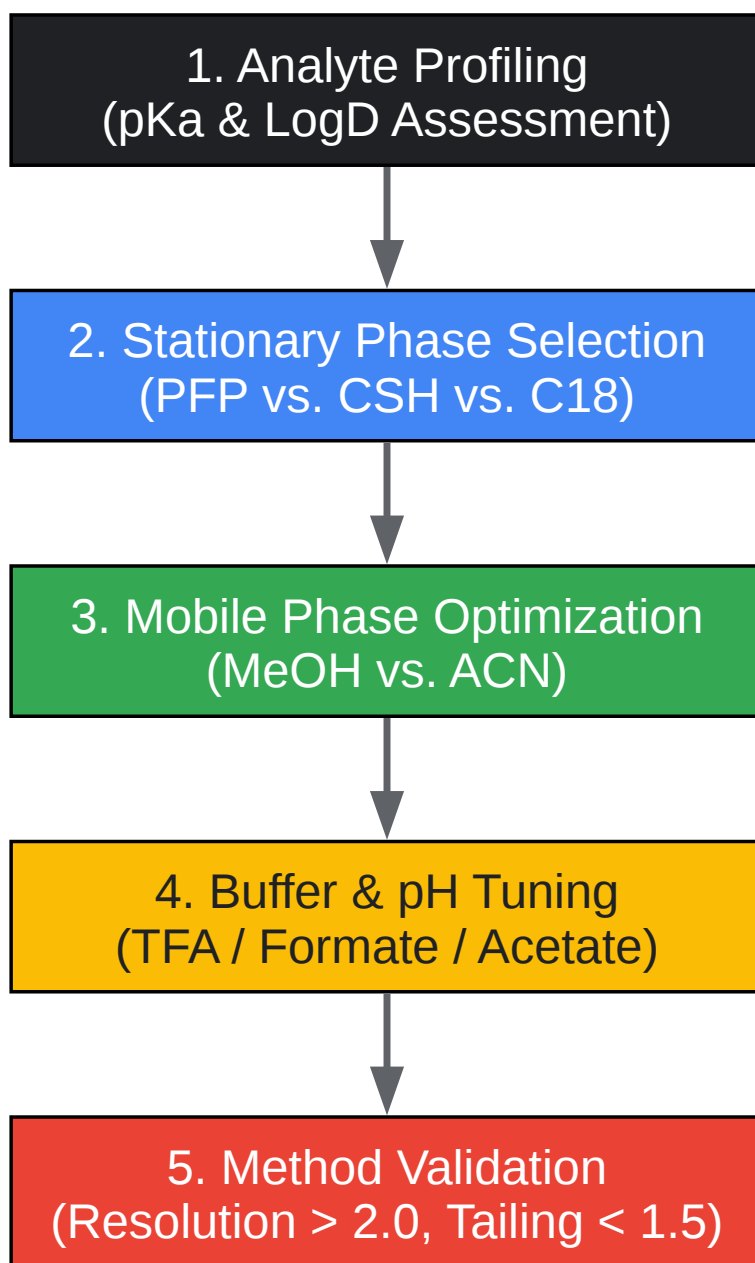 1. Analyte Profiling
(pKa & LogD Assessment)
2. Stationary Phase Selection
(PFP vs. CSH vs. C18)
3. Mobile Phase Optimization
(MeOH vs. ACN)
4. Buffer & pH Tuning
(TFA / Formate / Acetate)
5. Method Validation
(Resolution > 2.0, Tailing < 1.5)